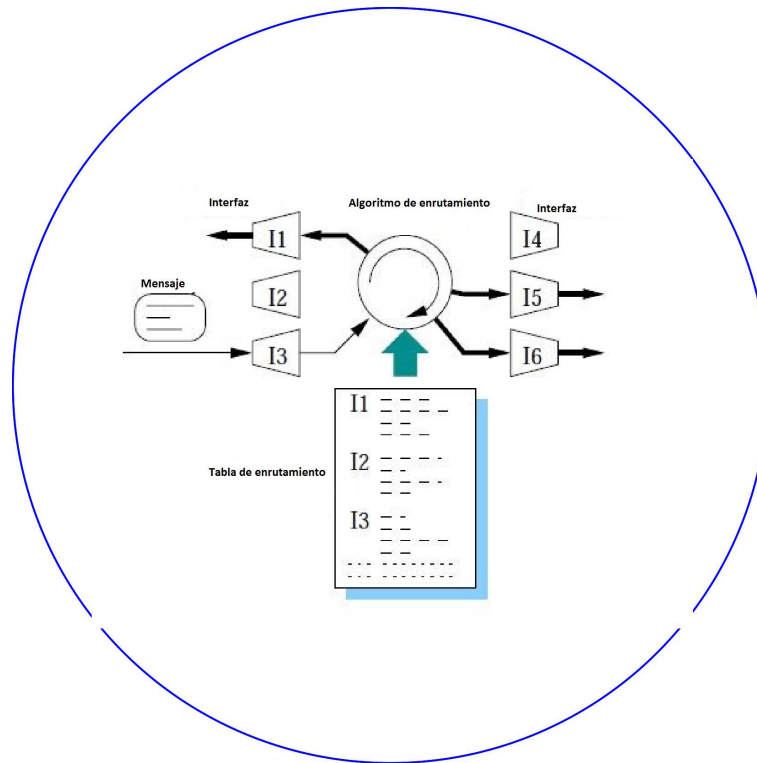 Interfaz
Algoritmo de enrutamiento
Interfaz
I1
I4
Mensaje
I2
I5
I3
I6
I1
Tabla de enrutamiento
I2
I3